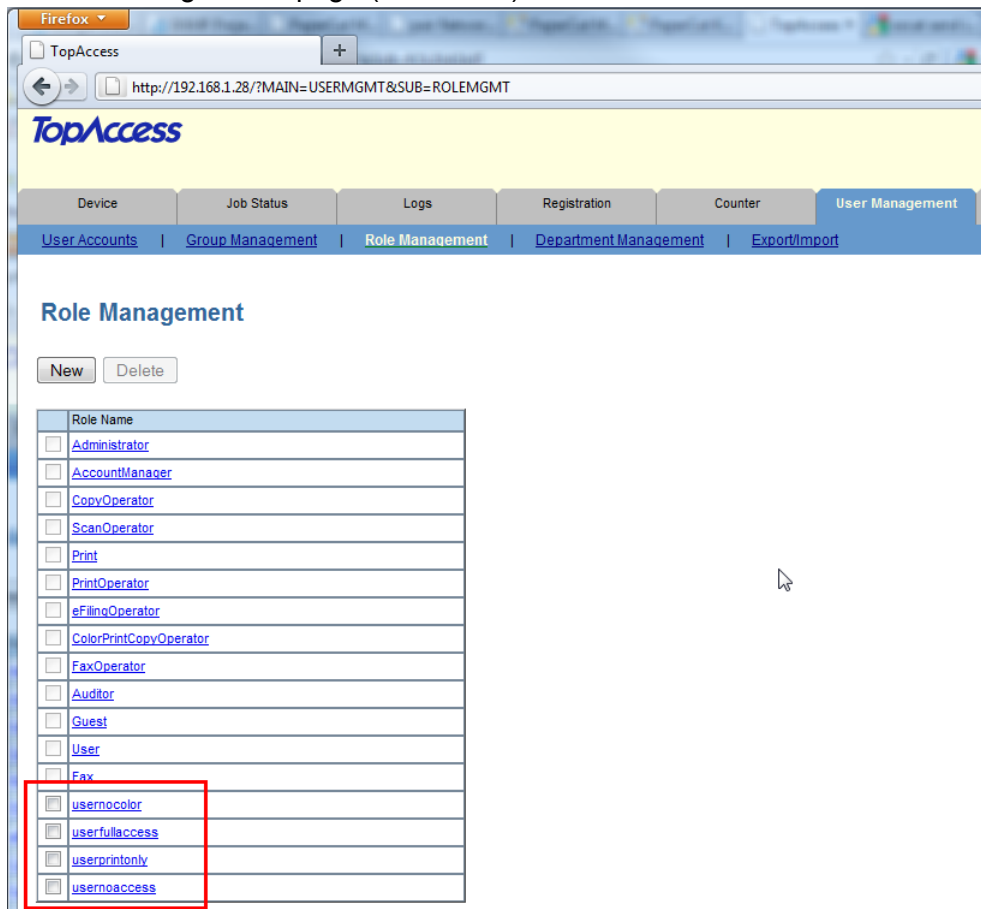 Firefox
TopAccess +
http://192.168.1.28/?MAIN=USERMGMT&SUB=ROLEMGMT
TopAccess
Device Job Status Logs Registration Counter User Management
User Accounts | Group Management | Role Management | Department Management | Export/Import
Role Management
New Delete
Role Name
Administrator
AccountManager
CopyOperator
ScanOperator
Print
PrintOperator
eFilingOperator
ColorPrintCopyOperator
FaxOperator
Auditor
Guest
User
Fax
usernocolor
userfullaccess
userprintonly
usernoaccess